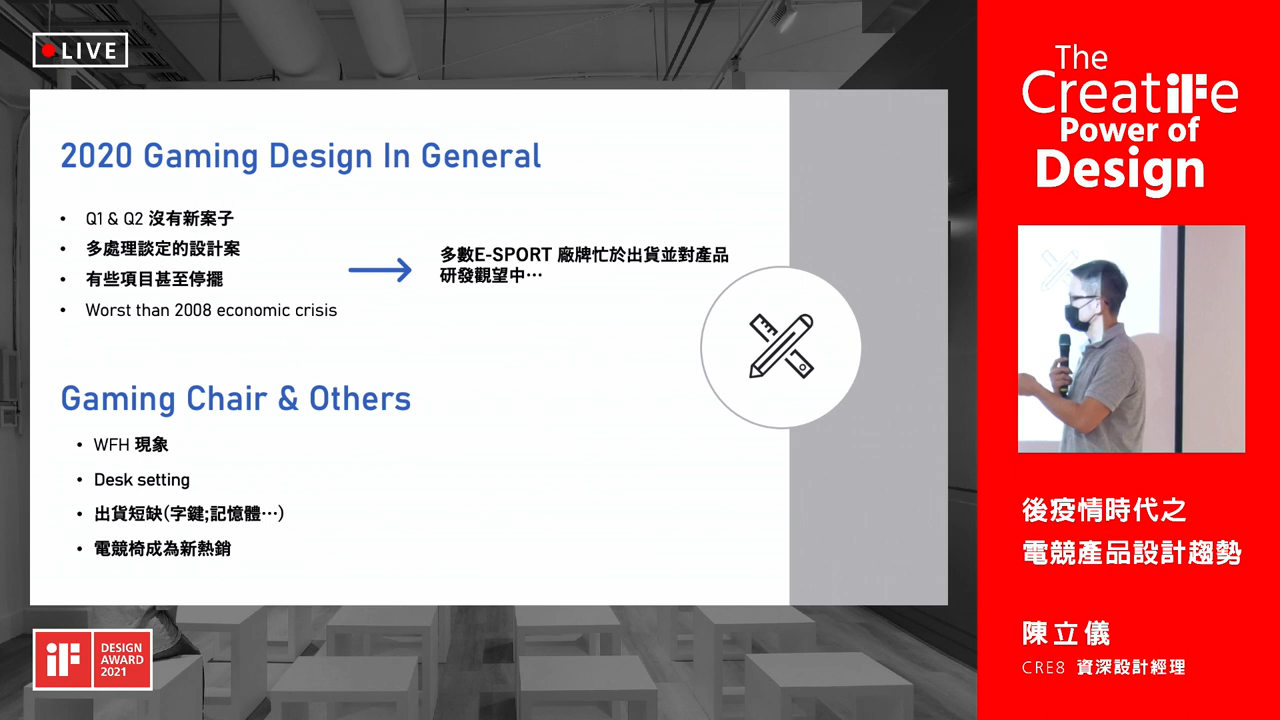 LIVE
2020 Gaming Design In General
• Q1 & Q2 沒有新案子
• 多處理談定的設計案
• 有些項目甚至停擺
• Worst than 2008 economic crisis
多數E-SPORT 廠牌忙於出貨並對產品
研發觀望中⋯
Gaming Chair & Others
• WFH 現象
• Desk setting
• 出貨短缺(字鍵;記憶體⋯)
• 電競椅成為新熱銷
iF
DESIGN
AWARD
2021
The
CreatiFe
Power of
Design
後疫情時代之
電競產品設計趨勢
陳立儀
CRE8 資深設計經理